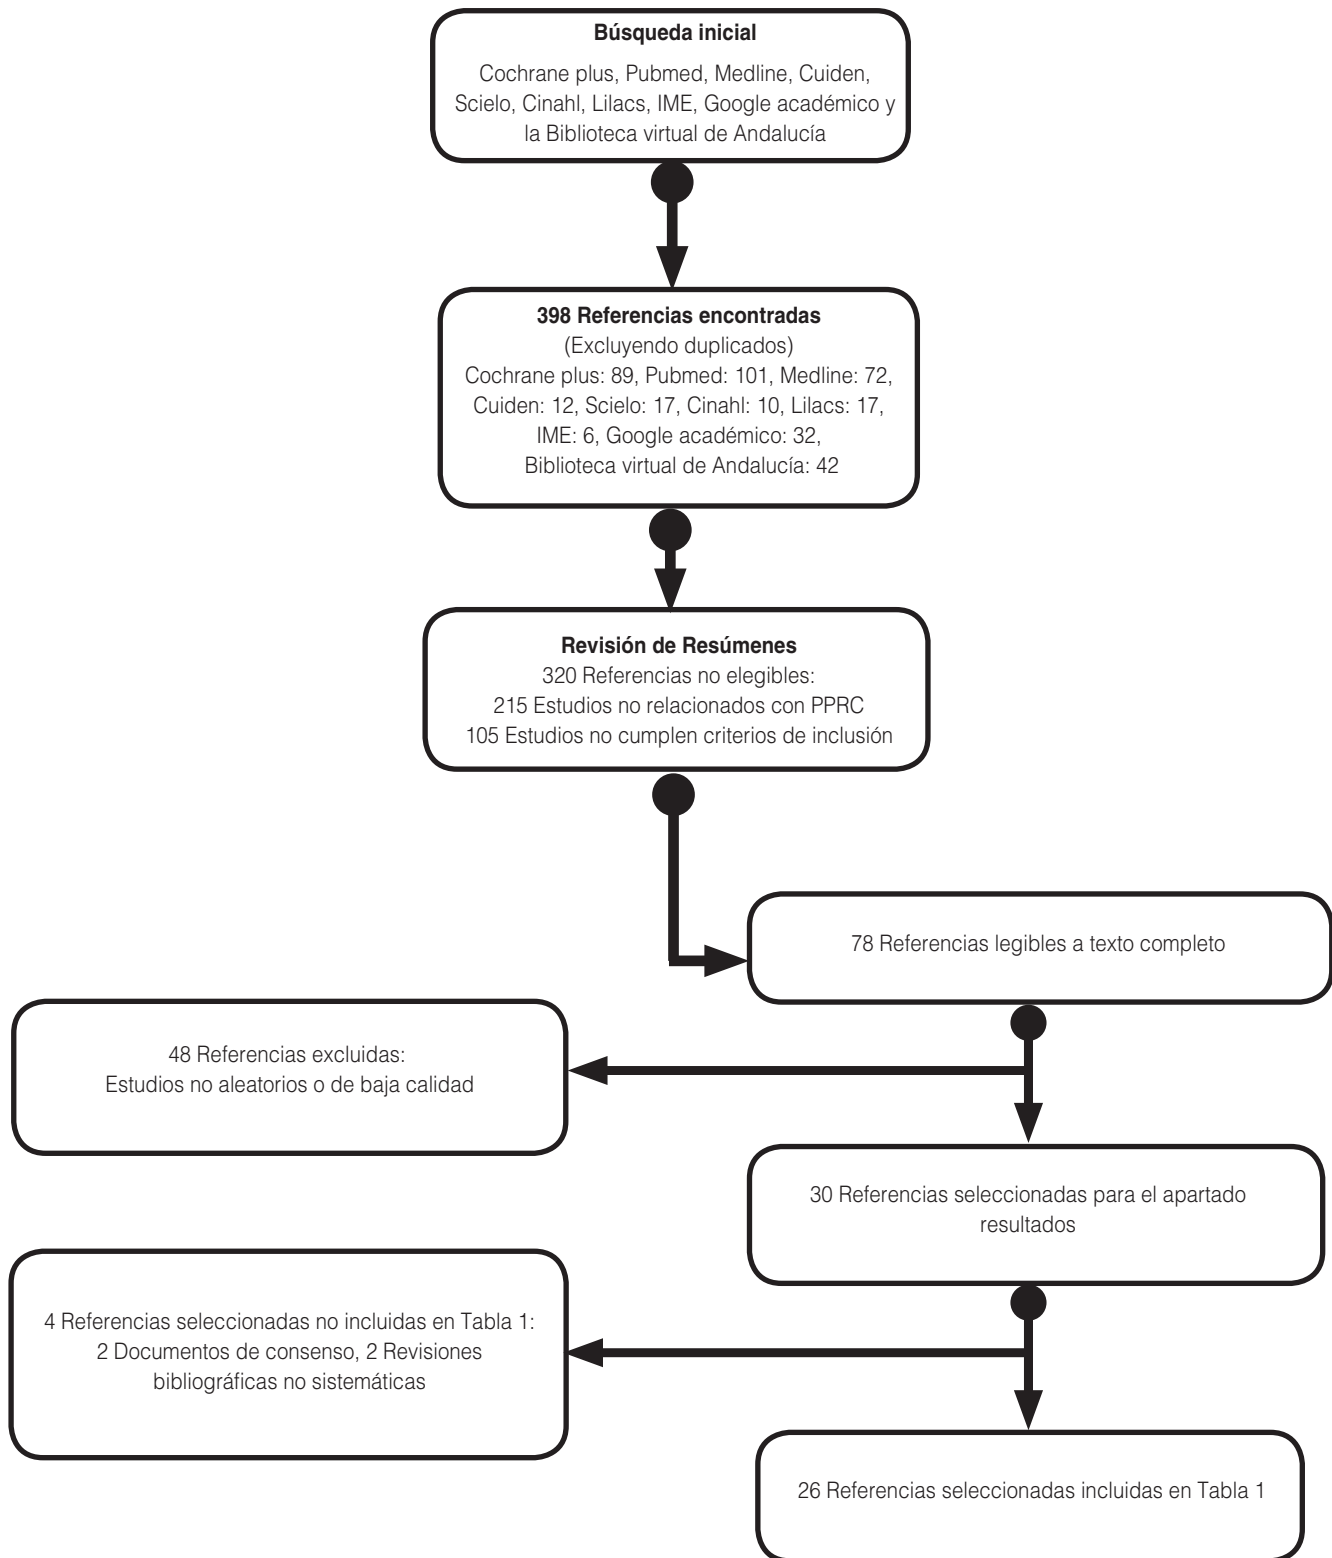 Búsqueda inicial
Cochrane plus, Pubmed, Medline, Cuiden,
Scielo, Cinahl, Lilacs, IME, Google académico y
la Biblioteca virtual de Andalucía
398 Referencias encontradas
(Excluyendo duplicados)
Cochrane plus: 89, Pubmed: 101, Medline: 72,
Cuiden: 12, Scielo: 17, Cinahl: 10, Lilacs: 17,
IME: 6, Google académico: 32,
Biblioteca virtual de Andalucía: 42
Revisión de Resúmenes
320 Referencias no elegibles:
215 Estudios no relacionados con PPRC
105 Estudios no cumplen criterios de inclusión
78 Referencias legibles a texto completo
48 Referencias excluidas:
Estudios no aleatorios o de baja calidad
30 Referencias seleccionadas para el apartado
resultados
4 Referencias seleccionadas no incluidas en Tabla 1:
2 Documentos de consenso, 2 Revisiones
bibliográficas no sistemáticas
26 Referencias seleccionadas incluidas en Tabla 1